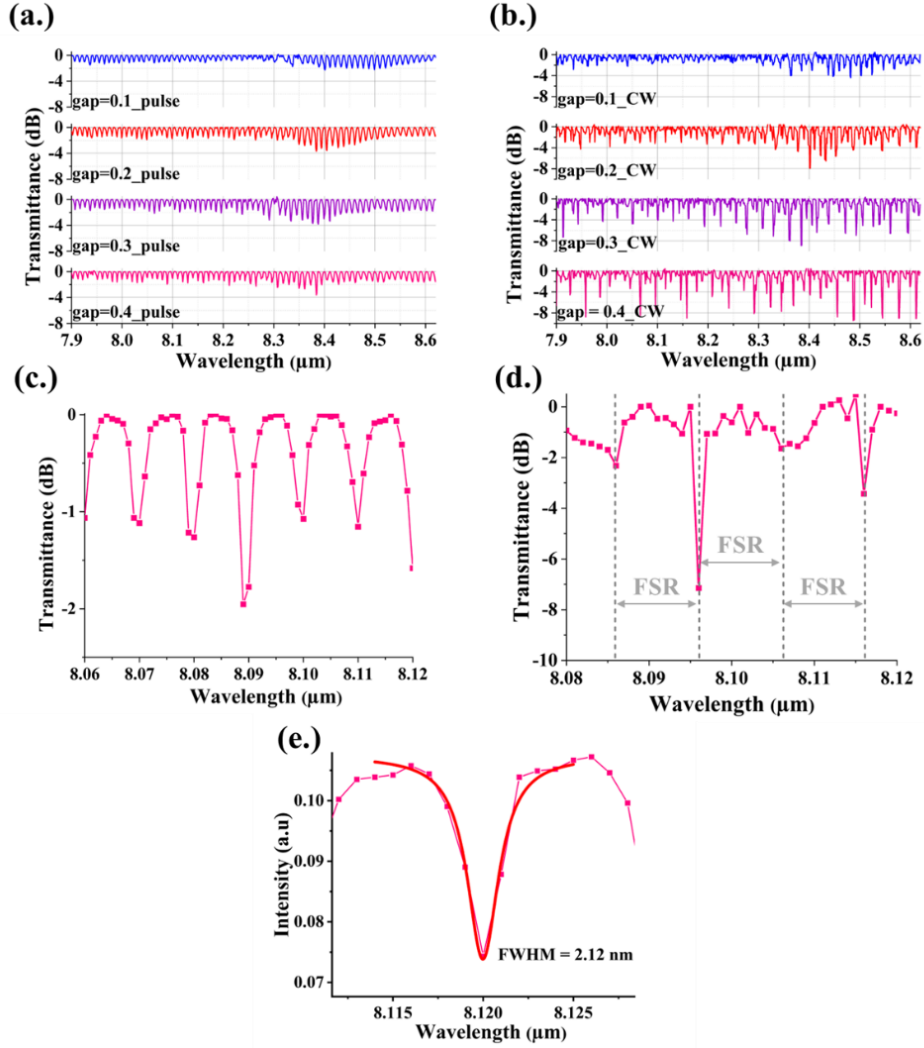 (a.)
0
-4
-8
gap=0.1_pulse
0
-4
-8
gap=0.2_pulse
0
-4
-8
gap=0.3_pulse
0
-4
-8
gap=0.4_pulse
Transmittance (dB)
7.9 8.0 8.1 8.2 8.3 8.4 8.5 8.6
Wavelength (µm)
(b.)
0
-4
-8
gap=0.1_CW
0
-4
-8
gap=0.2_CW
0
-4
-8
gap=0.3_CW
0
-4
-8
gap = 0.4_CW
Transmittance (dB)
7.9 8.0 8.1 8.2 8.3 8.4 8.5 8.6
Wavelength (µm)
(c.)
0
-1
-2
Transmittance (dB)
8.06 8.07 8.08 8.09 8.10 8.11 8.12
Wavelength (µm)
(d.)
0
-2
-4
-6
-8
-10
Transmittance (dB)
FSR
FSR
FSR
8.08 8.09 8.10 8.11 8.12
Wavelength (µm)
(e.)
0.10
0.09
0.08
0.07
Intensity (a.u)
FWHM = 2.12 nm
8.115 8.120 8.125
Wavelength (µm)